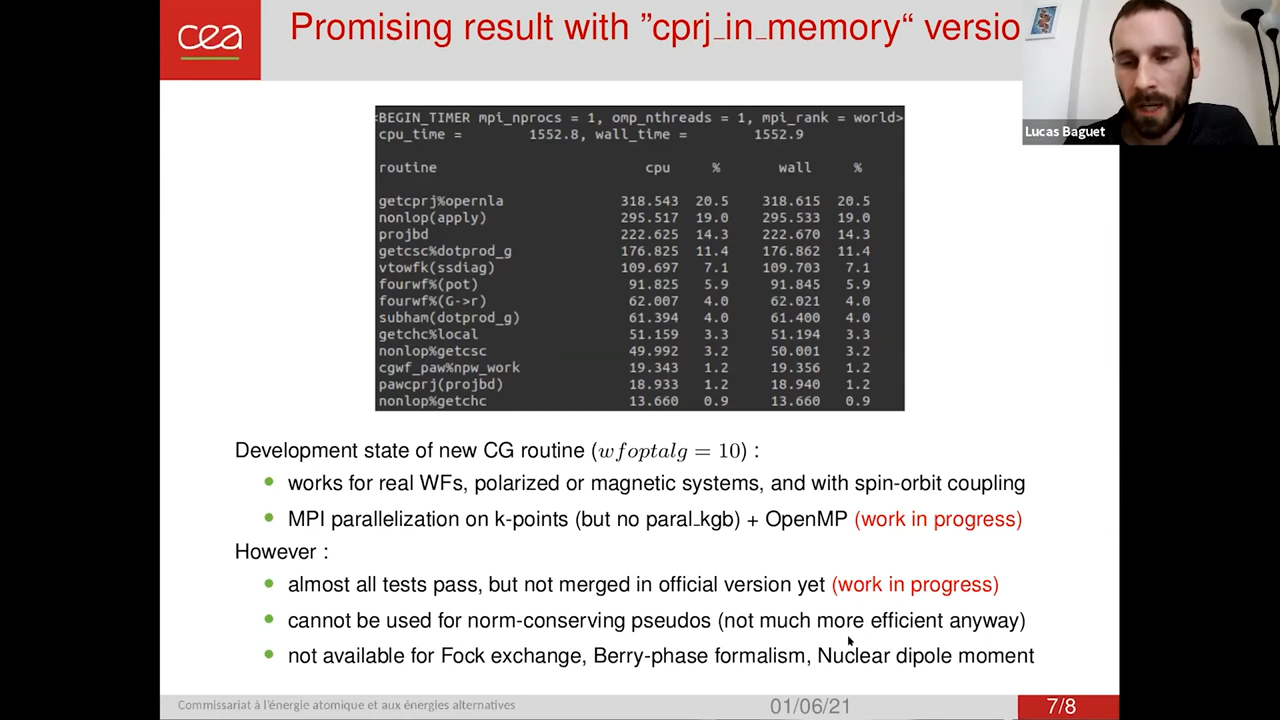 cea
Promising result with "cprj_in_memory“ versio
Lucas Baguet
<BEGIN_TIMER mpi_nprocs = 1, omp_nthreads = 1, mpi_rank = world>
cpu_time = 1552.8, wall_time = 1552.9
routine cpu % wall %
getcprj%opernla 318.543 20.5 318.615 20.5
nonlop(apply) 295.517 19.0 295.533 19.0
projbd 222.625 14.3 222.670 14.3
getcsc%dotprod_g 176.825 11.4 176.862 11.4
vtowfk(ssdiag) 109.697 7.1 109.703 7.1
fourwf%(pot) 91.825 5.9 91.845 5.9
fourwf%(G->r) 62.007 4.0 62.021 4.0
subham(dotprod_g) 61.394 4.0 61.400 4.0
getchc%local 51.159 3.3 51.194 3.3
nonlop%getcsc 49.992 3.2 50.001 3.2
cgwf_paw%npw_work 19.343 1.2 19.356 1.2
pawcprj(projbd) 18.933 1.2 18.940 1.2
nonlop%getchc 13.660 0.9 13.660 0.9
Development state of new CG routine (wfoptalg = 10) :
works for real WFs, polarized or magnetic systems, and with spin-orbit coupling
MPI parallelization on k-points (but no paral_kgb) + OpenMP (work in progress)
However :
almost all tests pass, but not merged in official version yet (work in progress)
cannot be used for norm-conserving pseudos (not much more efficient anyway)
not available for Fock exchange, Berry-phase formalism, Nuclear dipole moment
Commissariat à l'énergie atomique et aux énergies alternatives 01/06/21 7/8